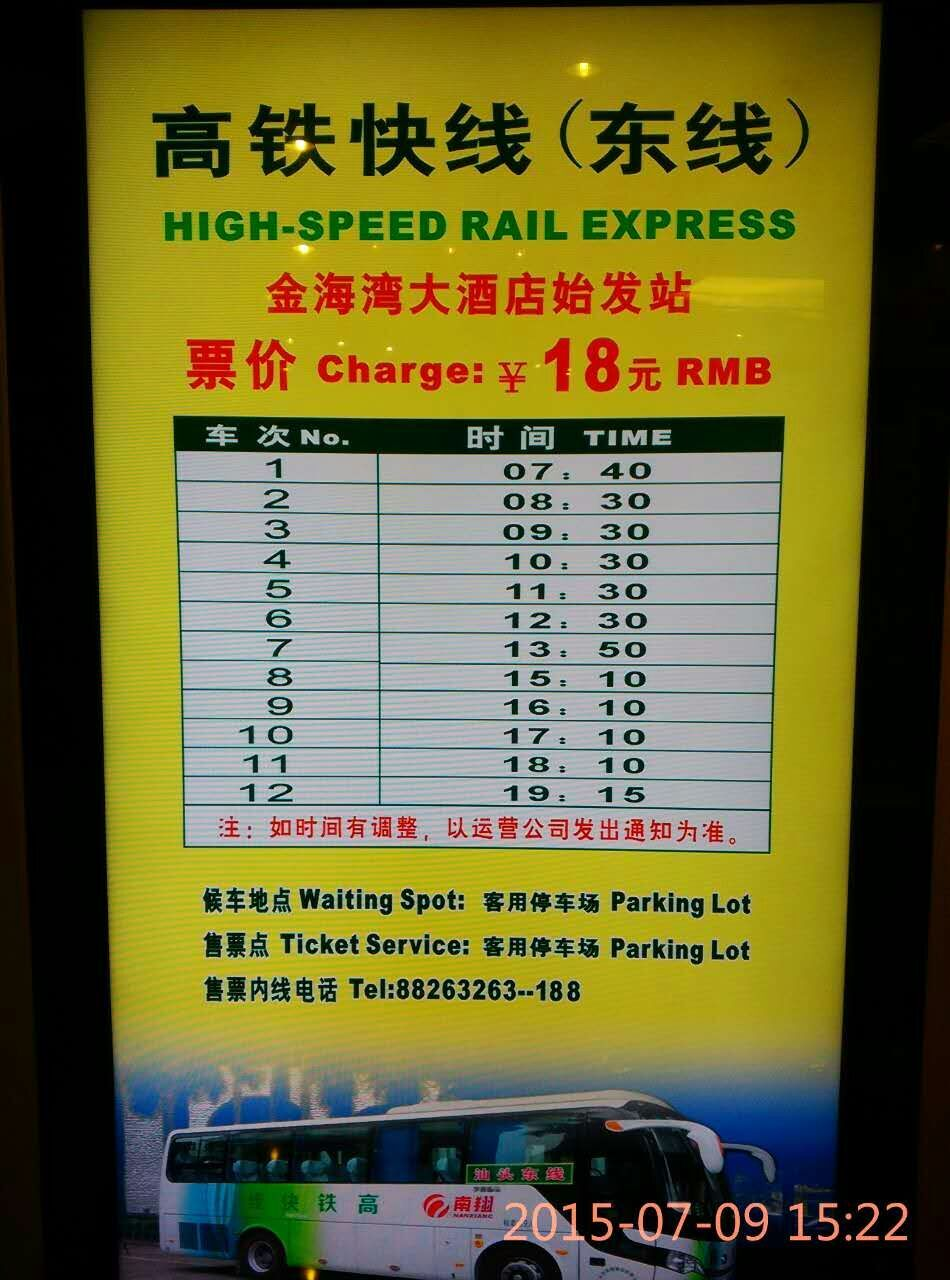 高铁快线(东线)
HIGH-SPEED RAIL EXPRESS
金海湾大酒店始发站
票价 Charge: ¥ 18元 RMB
车次 No. 时间 TIME
1 07:40
2 08:30
3 09:30
4 10:30
5 11:30
6 12:30
7 13:50
8 15:10
9 16:10
10 17:10
11 18:10
12 19:15
注:如时间有调整,以运营公司发出通知为准。
候车地点 Waiting Spot: 客用停车场 Parking Lot
售票点 Ticket Service: 客用停车场 Parking Lot
售票内线电话 Tel:88263263--188
汕头东线
线快铁高
南翔
NANXIANG
2015-07-09 15:22